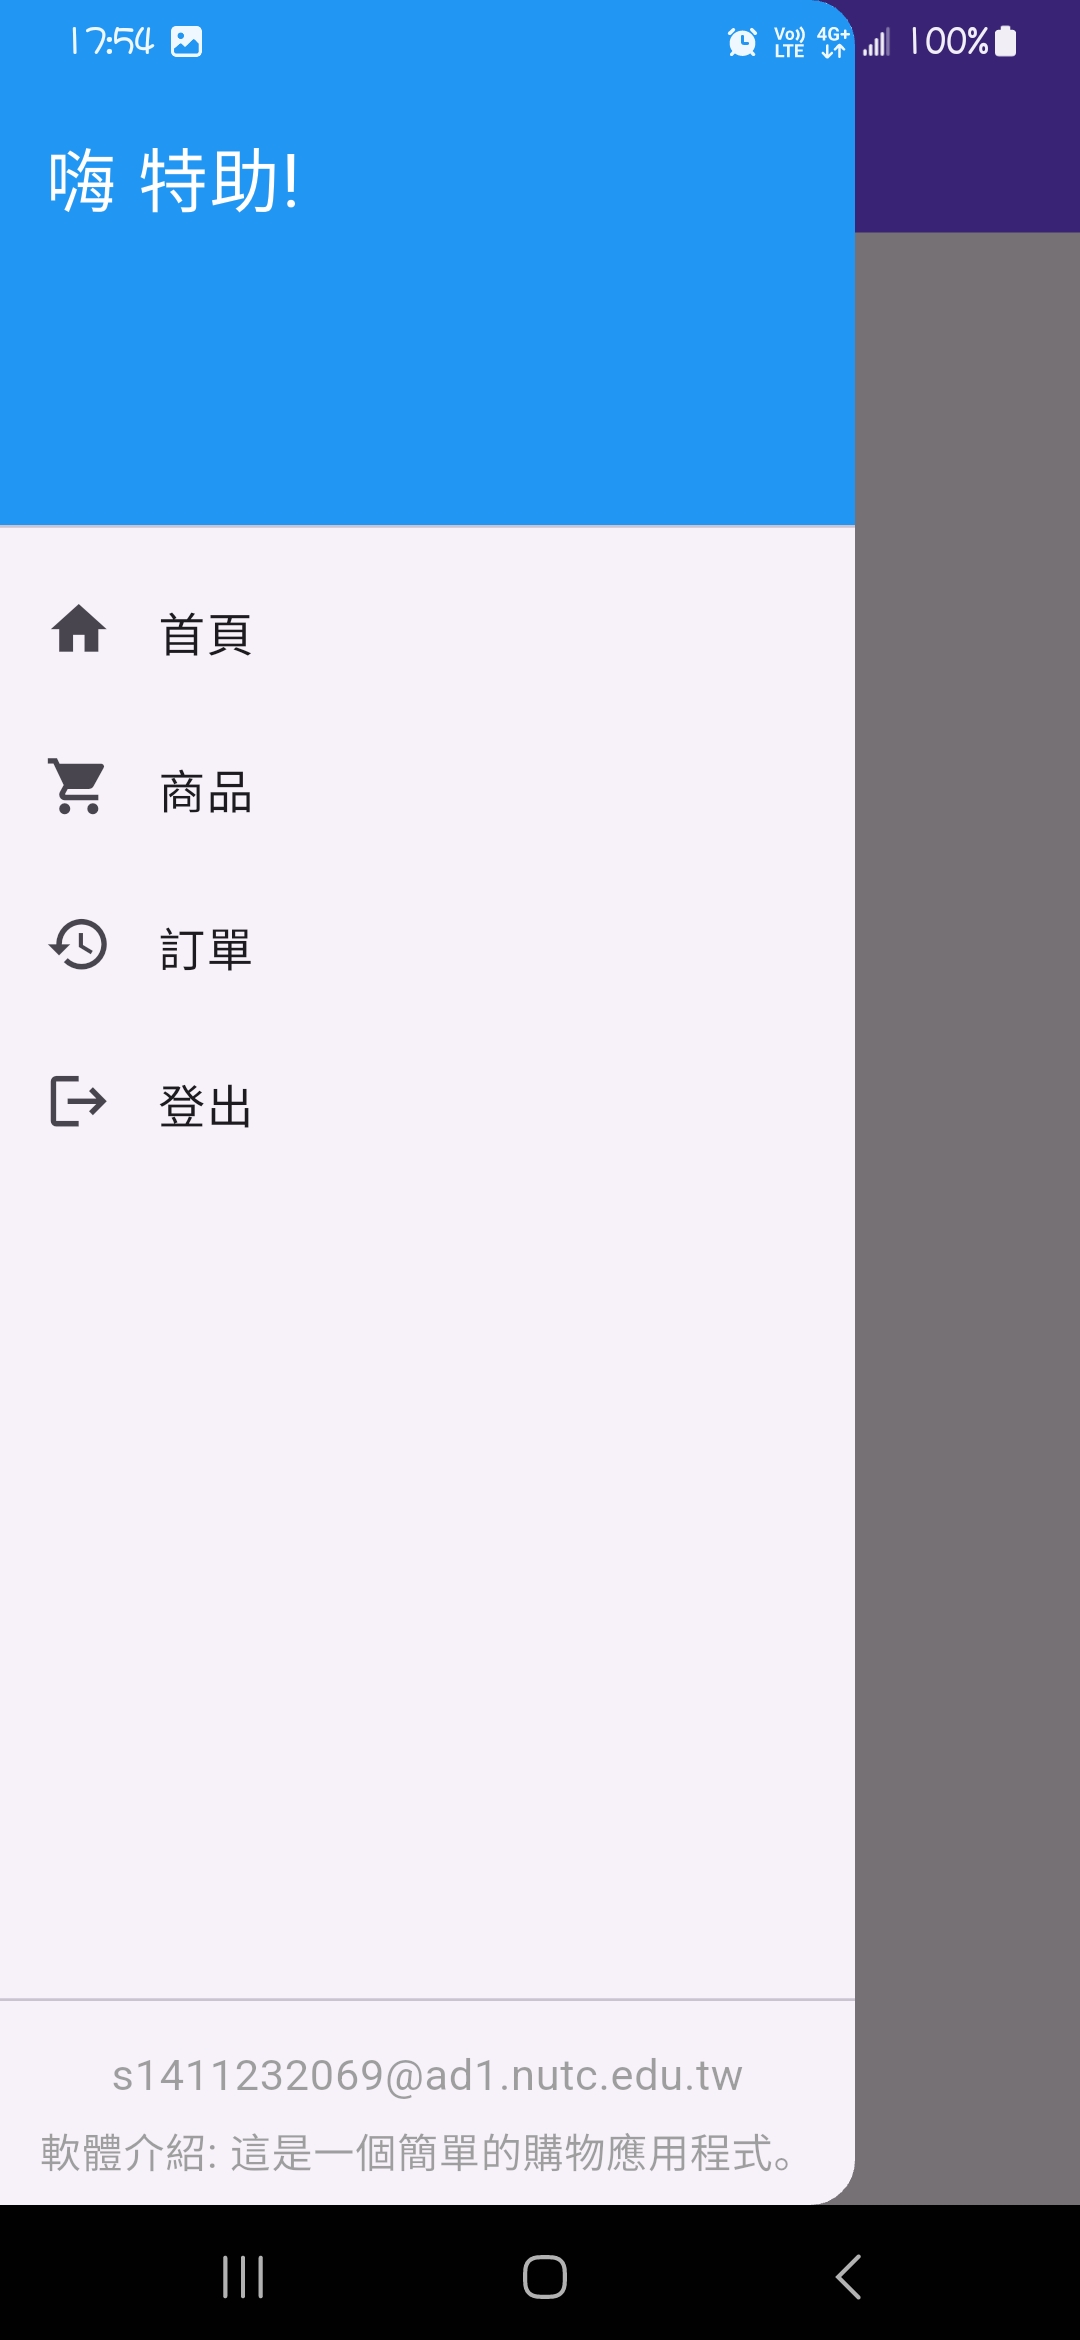 17:54
Vo)) LTE 4G+ 100%
嗨 特助!
首頁
商品
訂單
登出
s1411232069@ad1.nutc.edu.tw
軟體介紹: 這是一個簡單的購物應用程式。